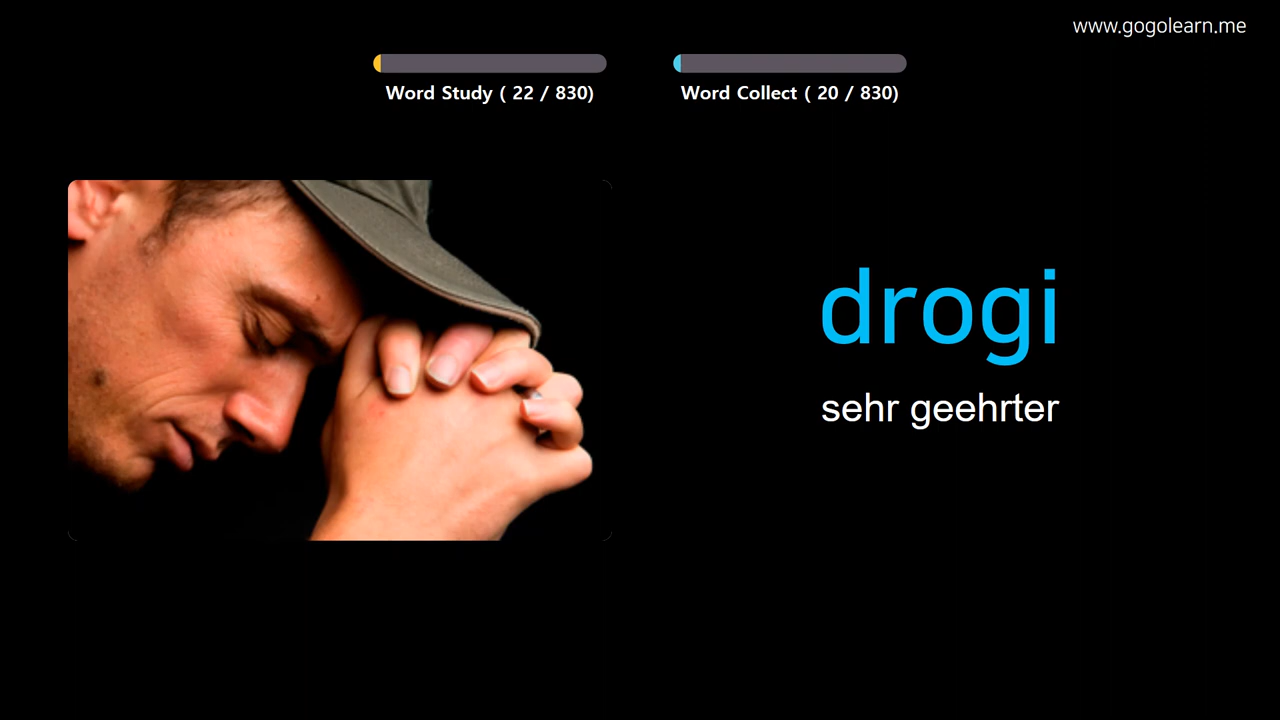 www.gogolearn.me
Word Study ( 22 / 830)
Word Collect ( 20 / 830)
drogi
sehr geehrter